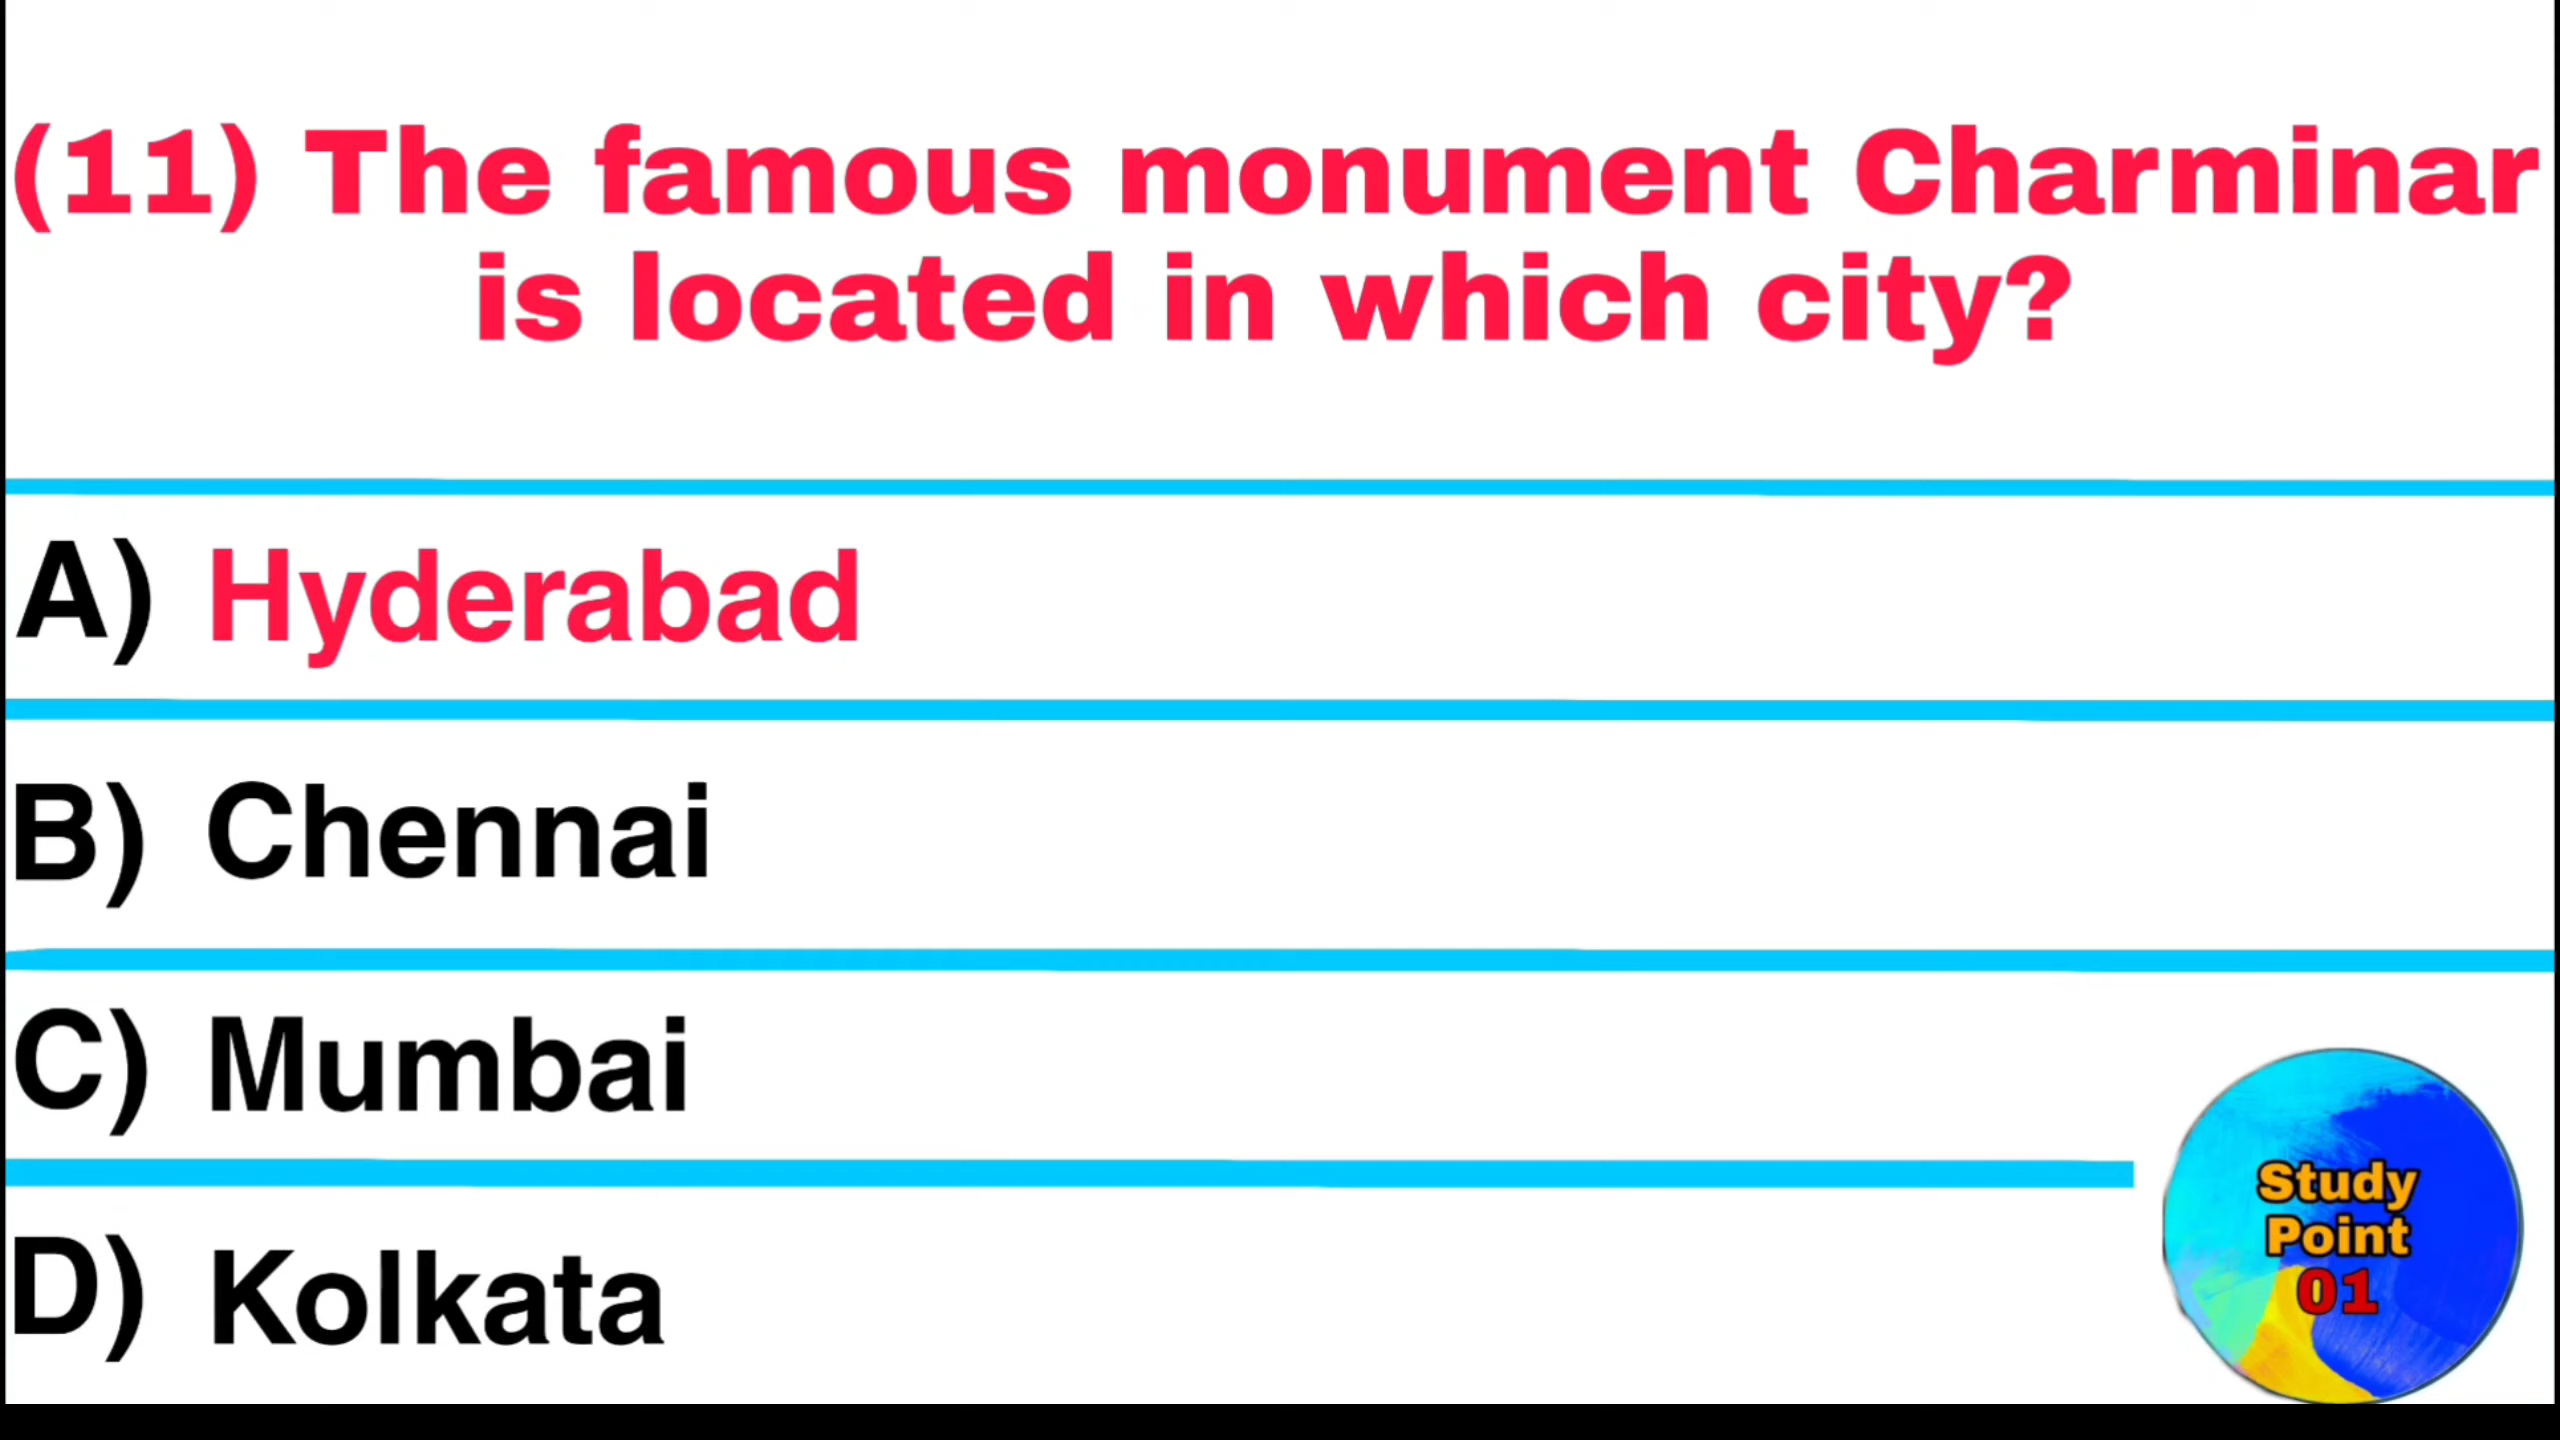 (11) The famous monument Charminar
is located in which city?
A) Hyderabad
B) Chennai
C) Mumbai
D) Kolkata
Study
Point
01